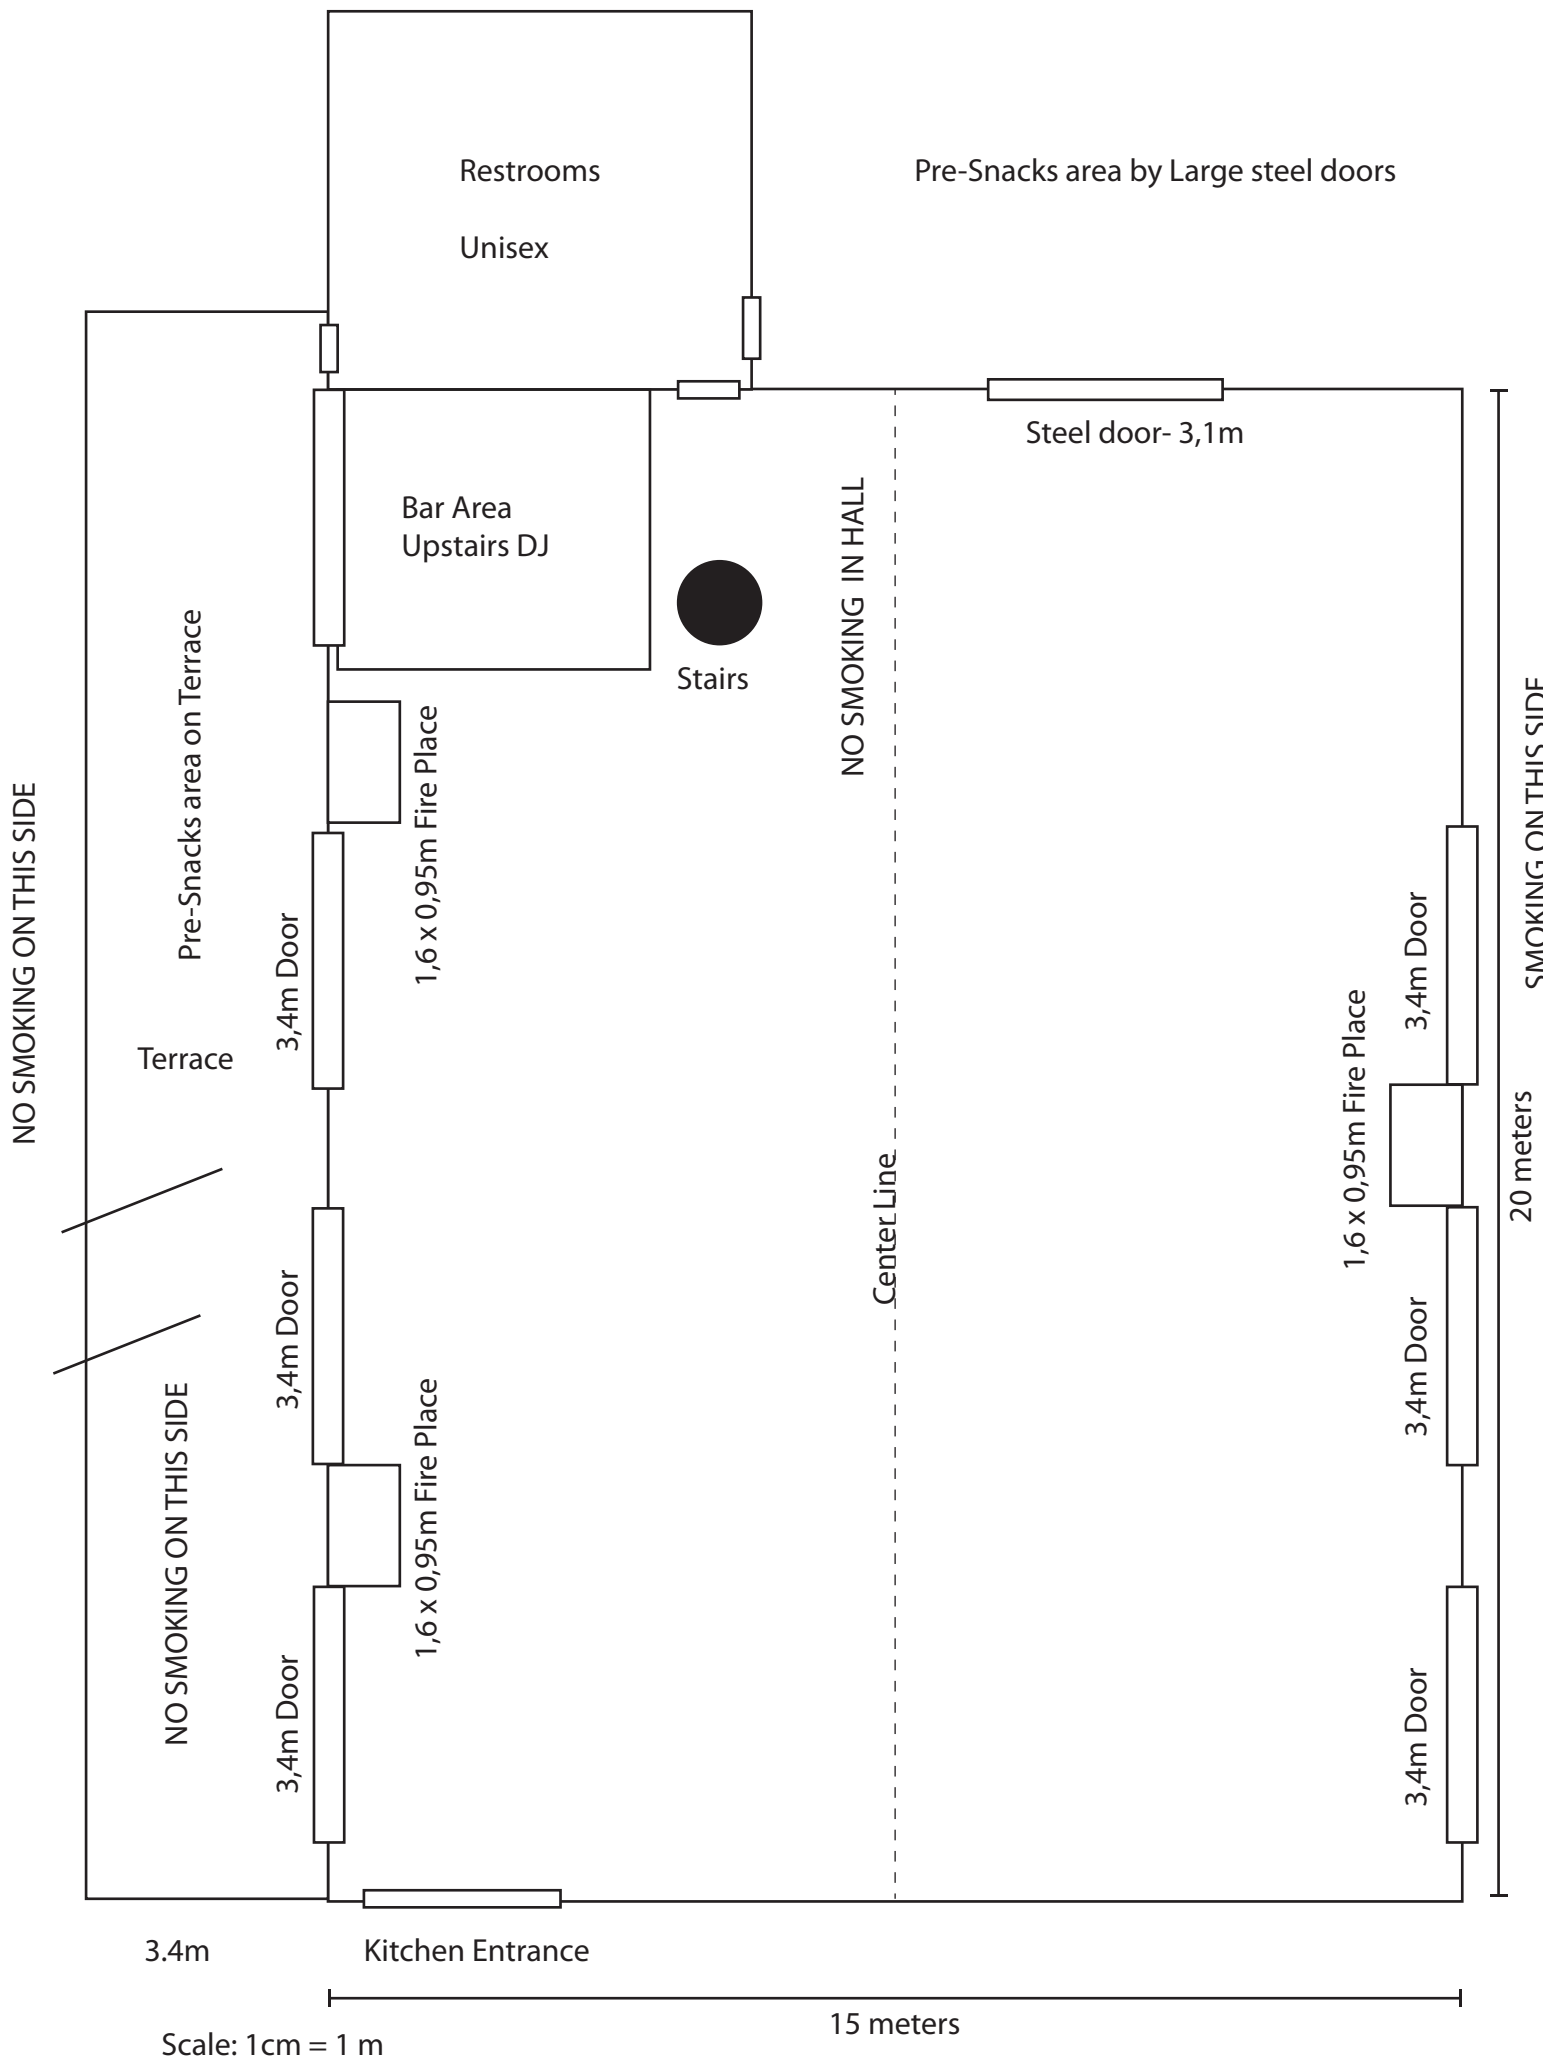 Restrooms
Unisex
Pre-Snacks area by Large steel doors
Steel door- 3,1m
Bar Area
Upstairs DJ
Stairs
NO SMOKING IN HALL
NO SMOKING ON THIS SIDE
Pre-Snacks area on Terrace
Terrace
3,4m Door
1,6 x 0,95m Fire Place
3,4m Door
1,6 x 0,95m Fire Place
3,4m Door
NO SMOKING ON THIS SIDE
Center Line
3,4m Door
1,6 x 0,95m Fire Place
3,4m Door
3,4m Door
SMOKING ON THIS SIDE
20 meters
3.4m
Kitchen Entrance
15 meters
Scale: 1cm = 1 m